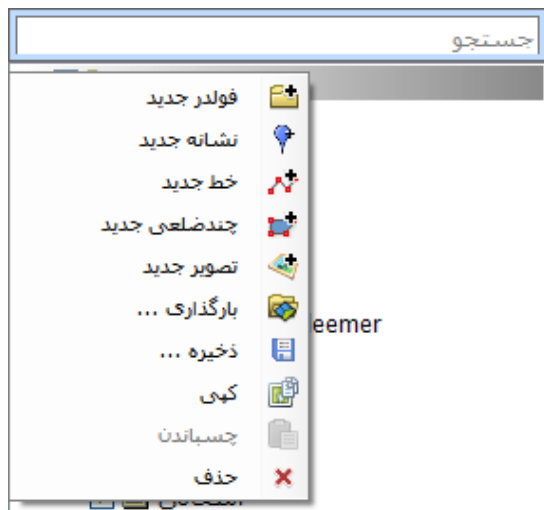 جستجو
فولدر جدید
نشانه جدید
خط جدید
چندضلعی جدید
تصویر جدید
بارگذاری ...
eemer
ذخیره ...
کپی
چسباندن
حذف